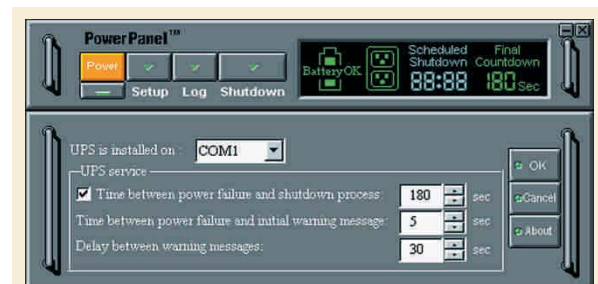 PowerPanel™
Power
Setup Log Shutdown
BatteryOK
Scheduled Shutdown
88:88
Final Countdown
180 Sec
UPS is installed on : COM1
UPS service
Time between power failure and shutdown process: 180 sec
Time between power failure and initial warning message: 5 sec
Delay between warning messages: 30 sec
OK
Cancel
About